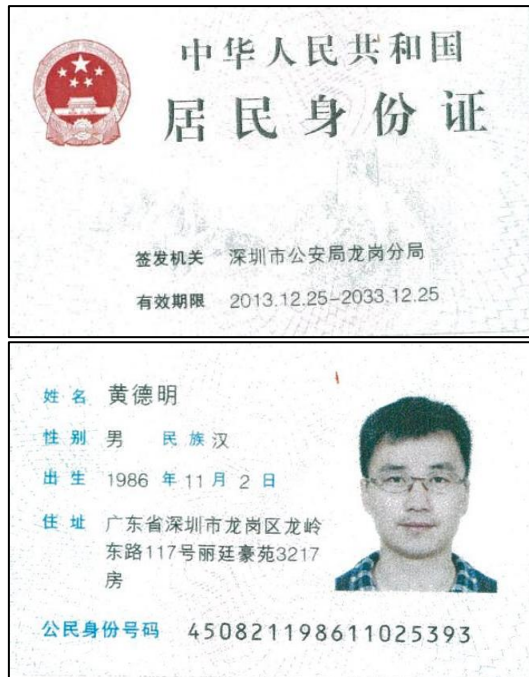 中华人民共和国
居民身份证
签发机关 深圳市公安局龙岗分局
有效期限 2013.12.25-2033.12.25
姓名 黄德明
性别 男 民族 汉
出生 1986 年 11 月 2 日
住址 广东省深圳市龙岗区龙岭
东路117号丽廷豪苑3217
房
公民身份号码 450821198611025393